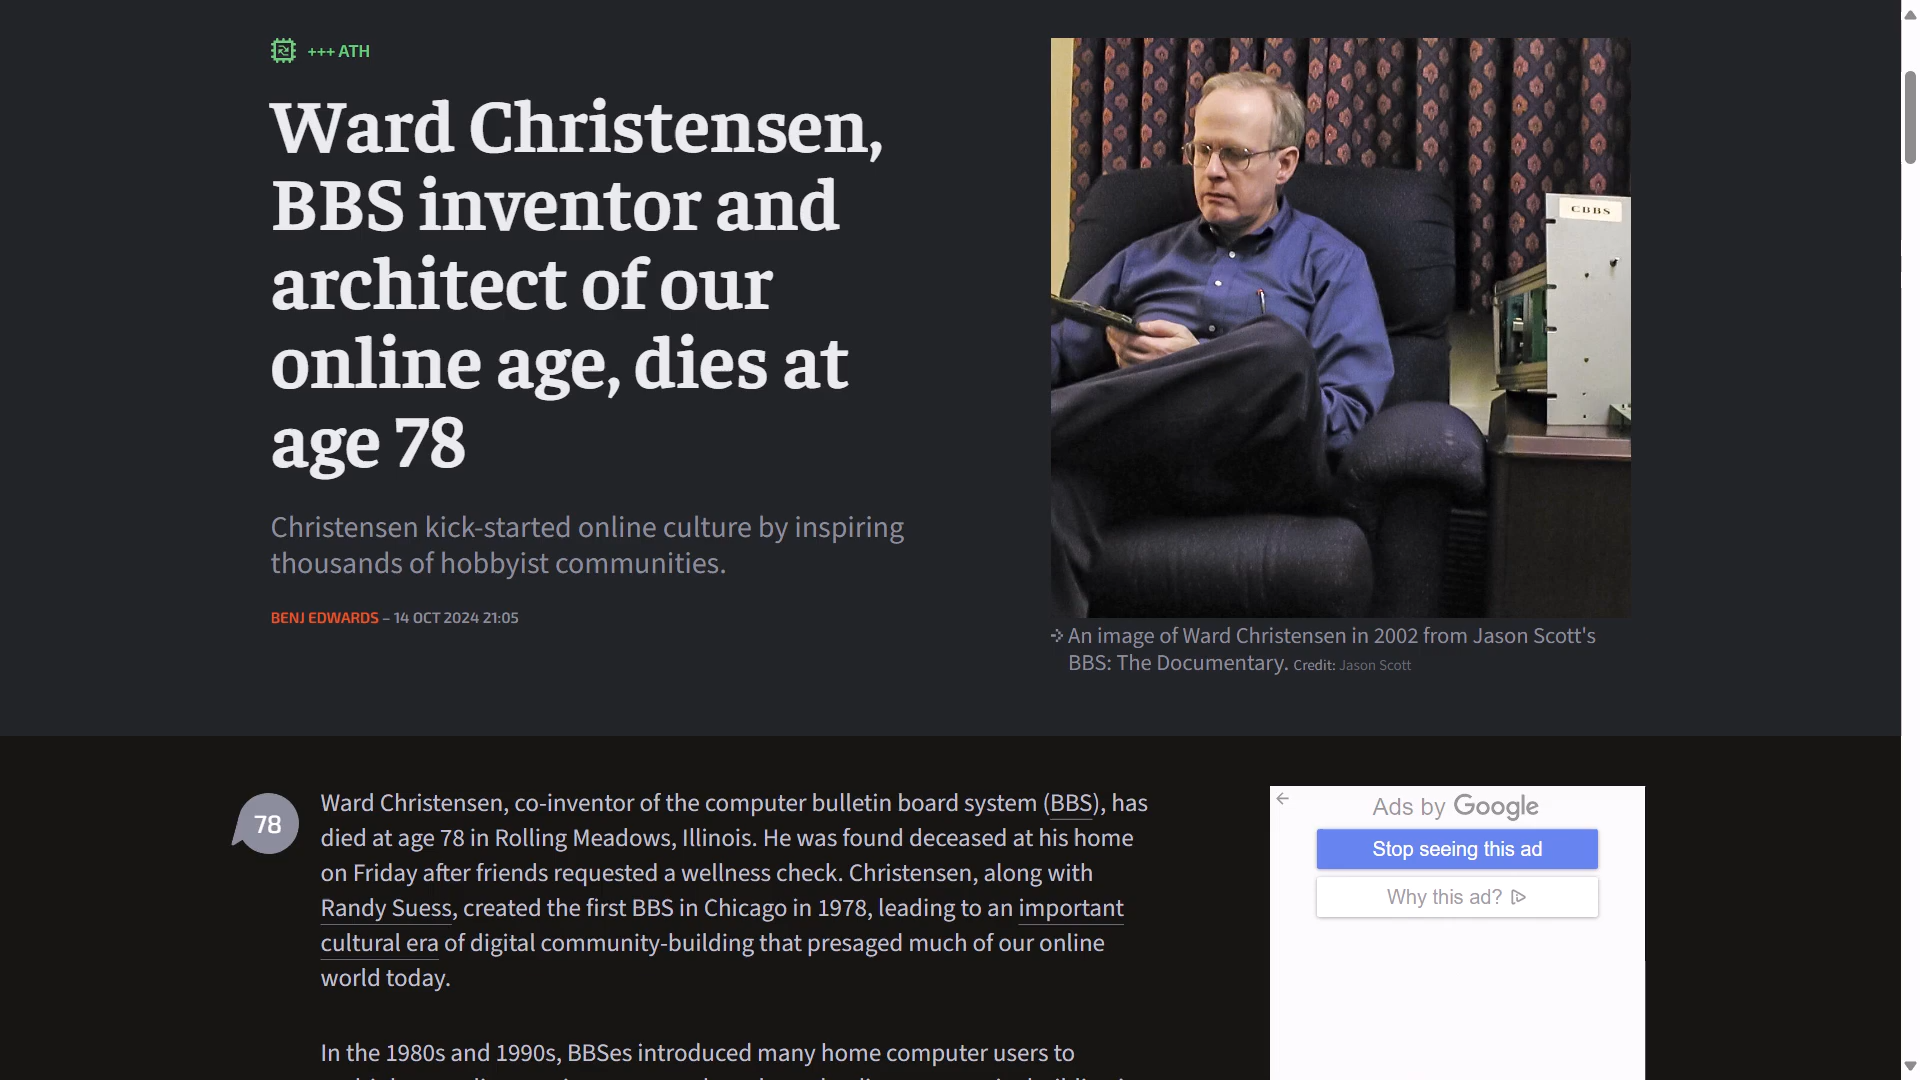 +++ ATH
Ward Christensen,
BBS inventor and
architect of our
online age, dies at
age 78
Christensen kick-started online culture by inspiring
thousands of hobbyist communities.
BENJ EDWARDS – 14 OCT 2024 21:05
CBBS
An image of Ward Christensen in 2002 from Jason Scott's
BBS: The Documentary. Credit: Jason Scott
78
Ward Christensen, co-inventor of the computer bulletin board system (BBS), has
died at age 78 in Rolling Meadows, Illinois. He was found deceased at his home
on Friday after friends requested a wellness check. Christensen, along with
Randy Suess, created the first BBS in Chicago in 1978, leading to an important
cultural era of digital community-building that presaged much of our online
world today.
In the 1980s and 1990s, BBSes introduced many home computer users to
Ads by Google
Stop seeing this ad
Why this ad?